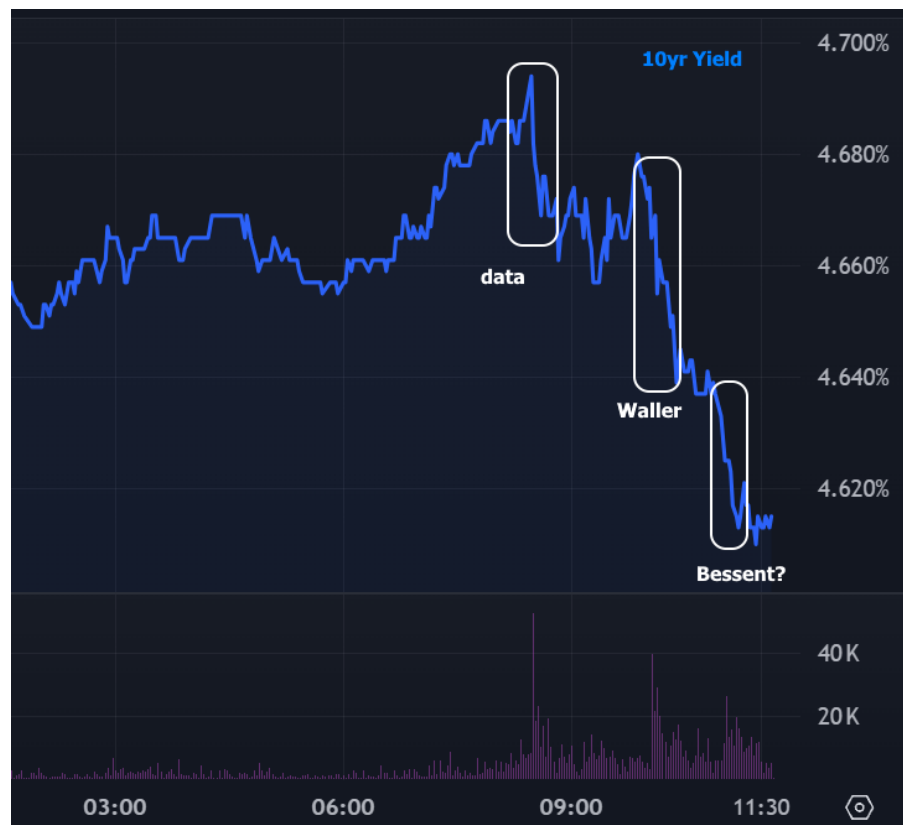 4.700%
10yr Yield
4.680%
4.660%
data
4.640%
Waller
4.620%
Bessent?
40K
20K
03:00 06:00 09:00 11:30